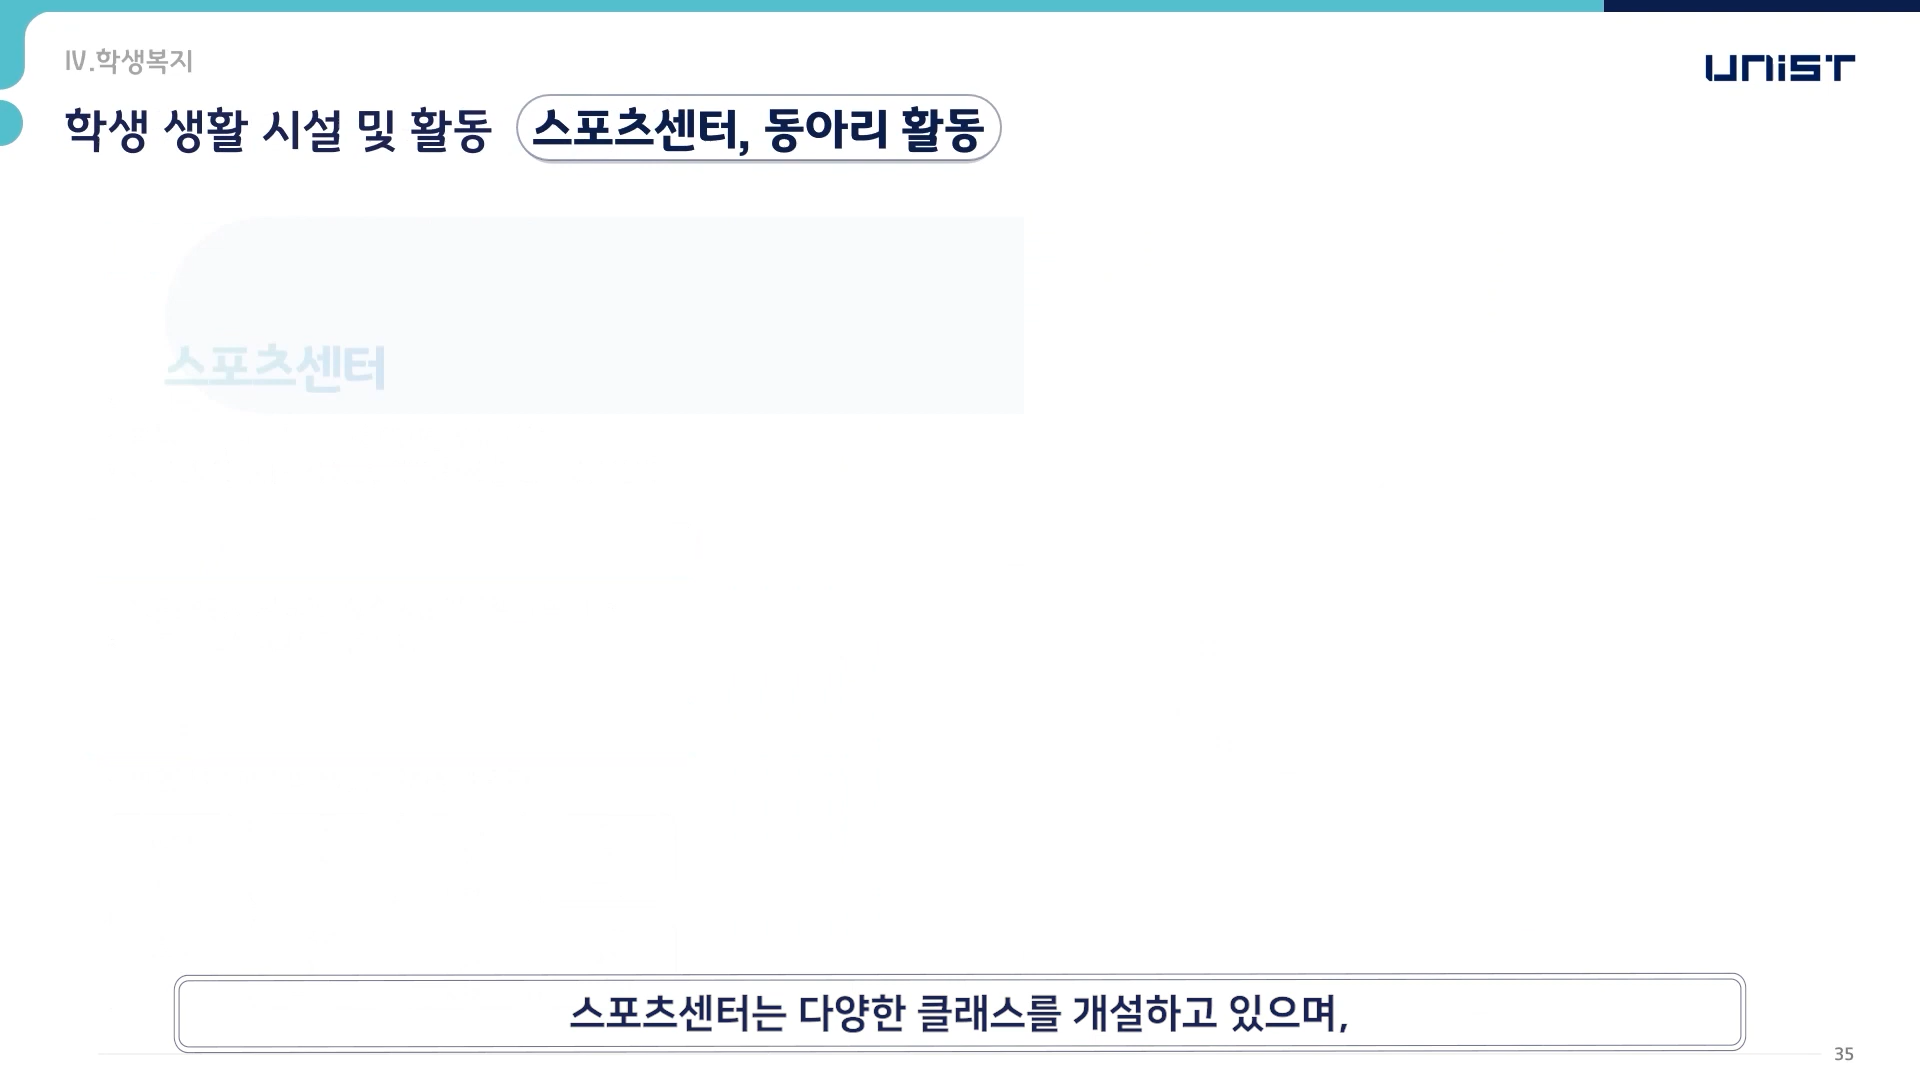 Ⅳ.학생복지
UNIST
학생 생활 시설 및 활동 스포츠센터, 동아리 활동
스포츠센터
스포츠센터는 다양한 클래스를 개설하고 있으며,
35